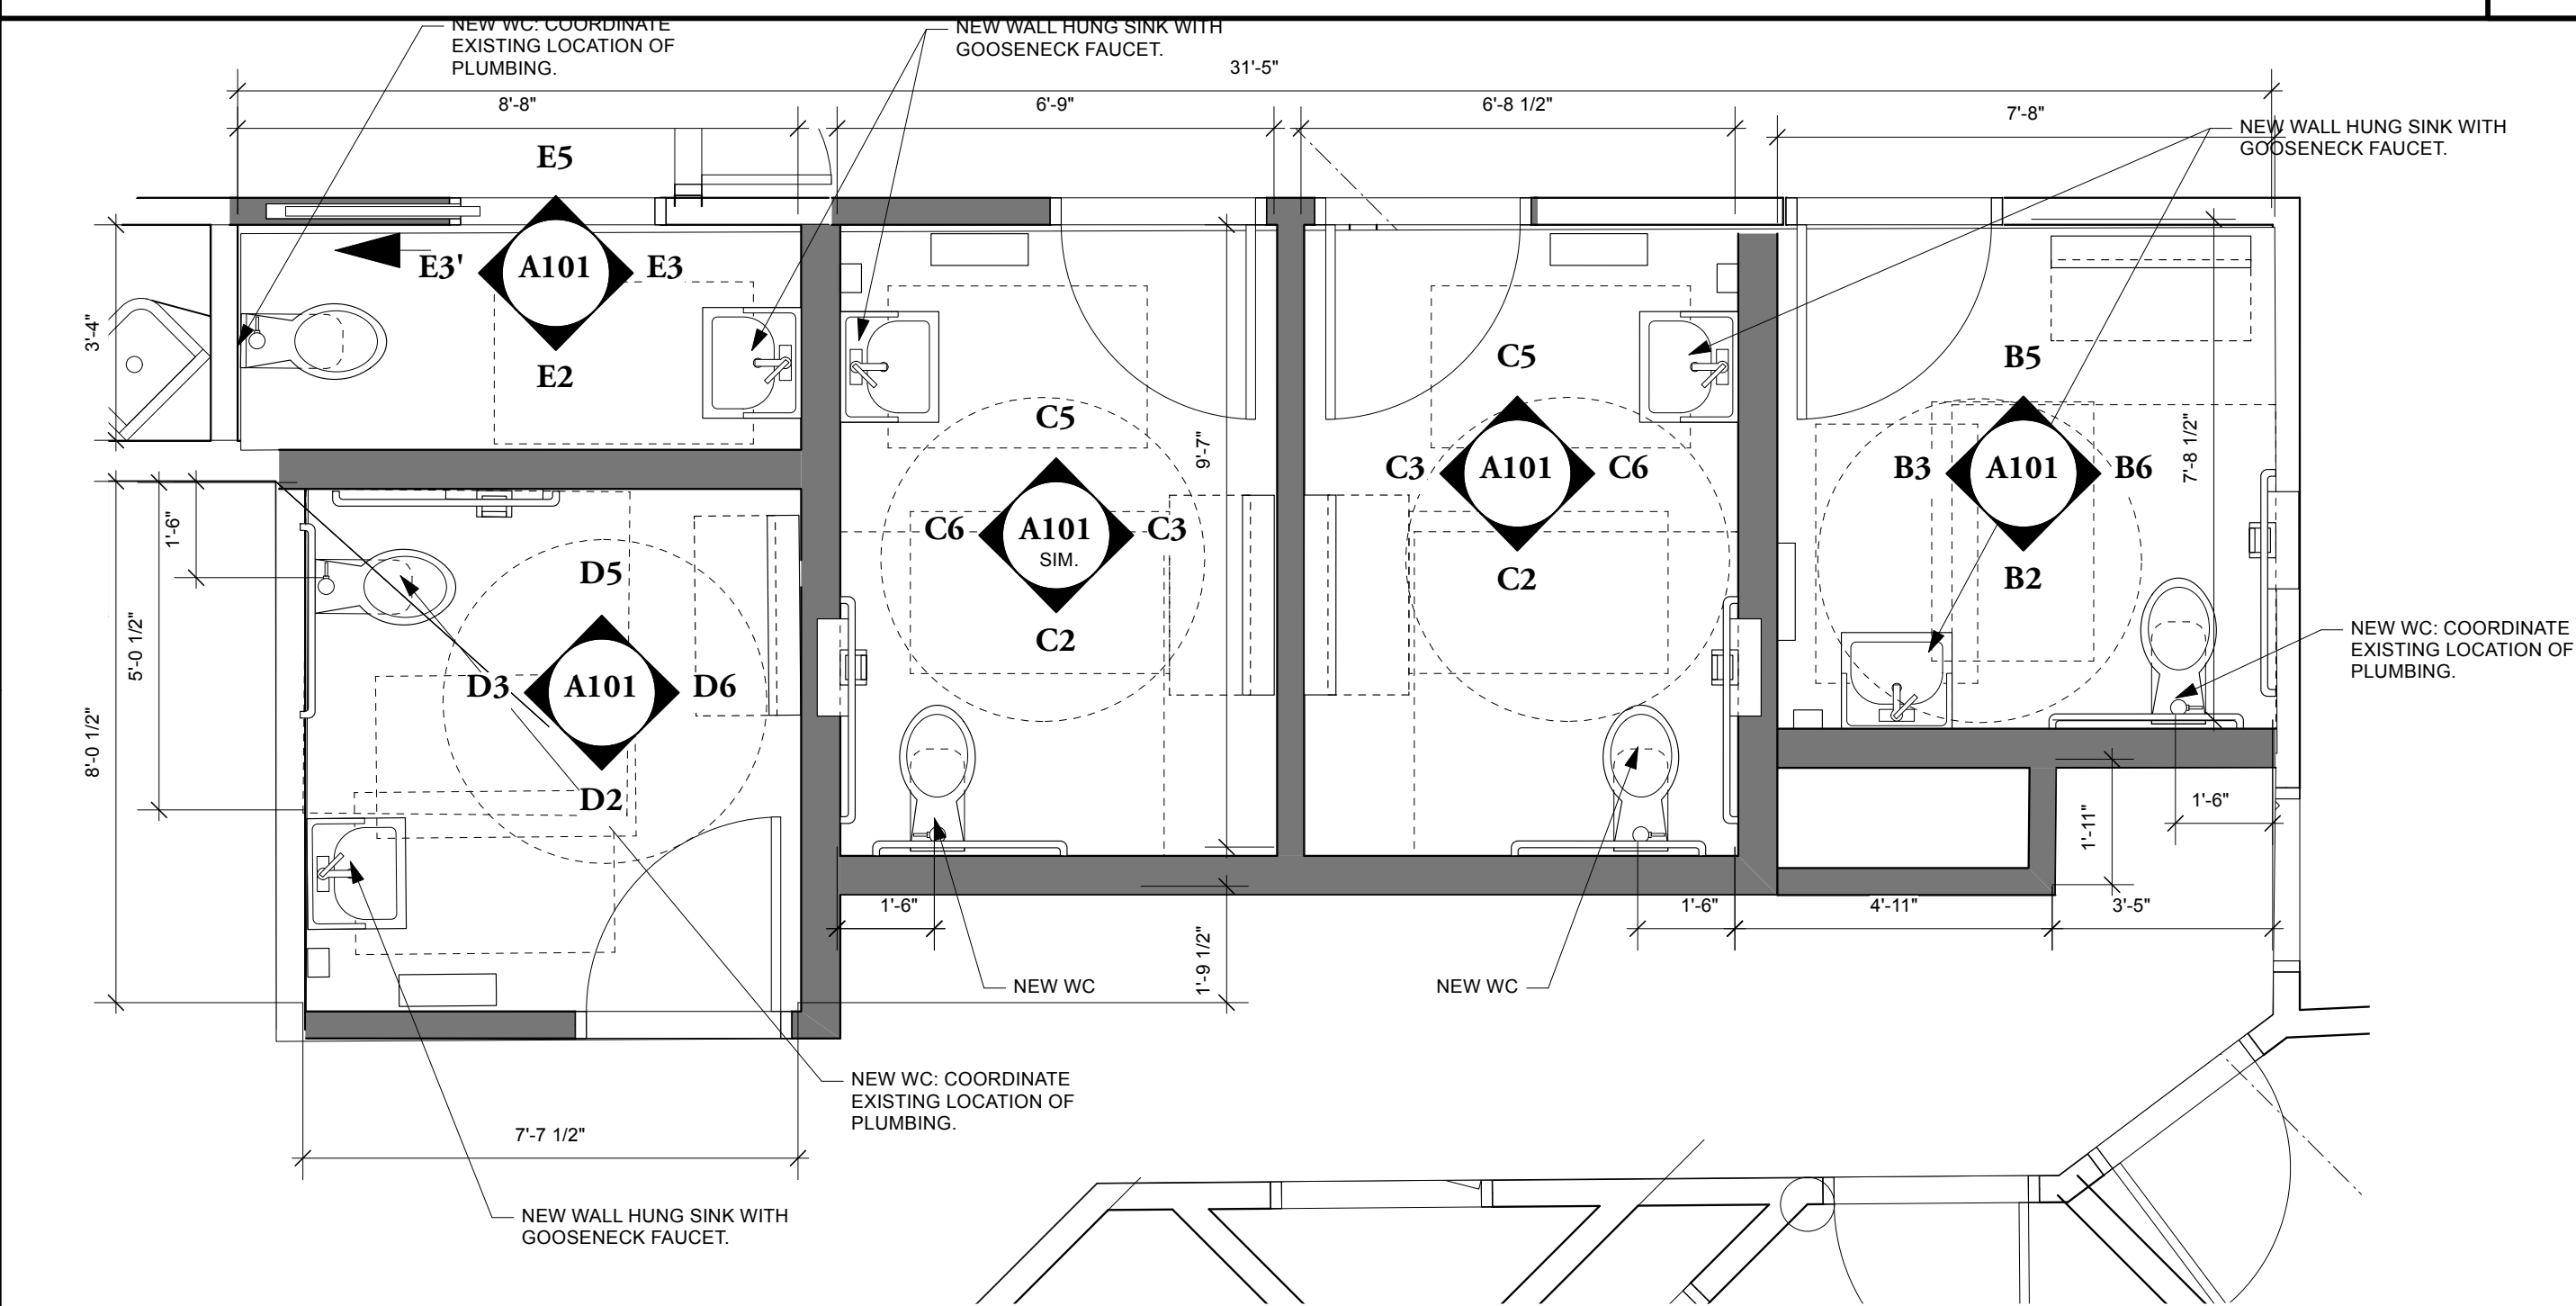 NEW WC: COORDINATE
EXISTING LOCATION OF
PLUMBING.
NEW WALL HUNG SINK WITH
GOOSENECK FAUCET.
31'-5"
8'-8"
6'-9"
6'-8 1/2"
7'-8"
NEW WALL HUNG SINK WITH
GOOSENECK FAUCET.
E5
E3'
A101
E3
E2
3'-4"
C5
C6
A101
SIM.
C3
C2
9'-7"
C5
C3
A101
C6
C2
B5
B3
A101
B6
B2
7'-8 1/2"
NEW WC: COORDINATE
EXISTING LOCATION OF
PLUMBING.
1'-6"
5'-0 1/2"
8'-0 1/2"
D5
D3
A101
D6
D2
1'-6"
1'-9 1/2"
1'-6"
4'-11"
3'-5"
1'-11"
1'-6"
NEW WC
NEW WC
NEW WC: COORDINATE
EXISTING LOCATION OF
PLUMBING.
7'-7 1/2"
NEW WALL HUNG SINK WITH
GOOSENECK FAUCET.